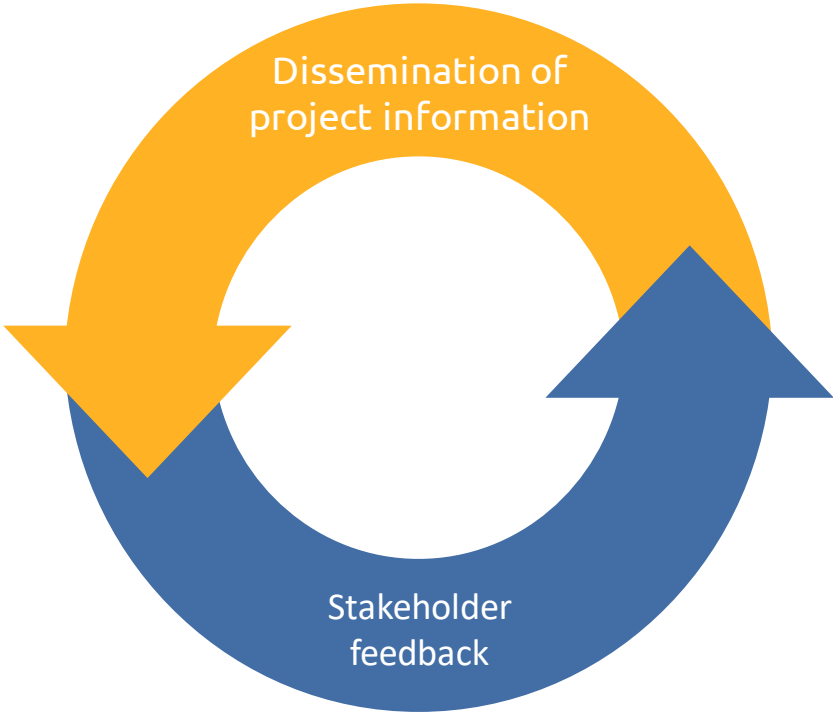 Dissemination of
project information
Stakeholder
feedback